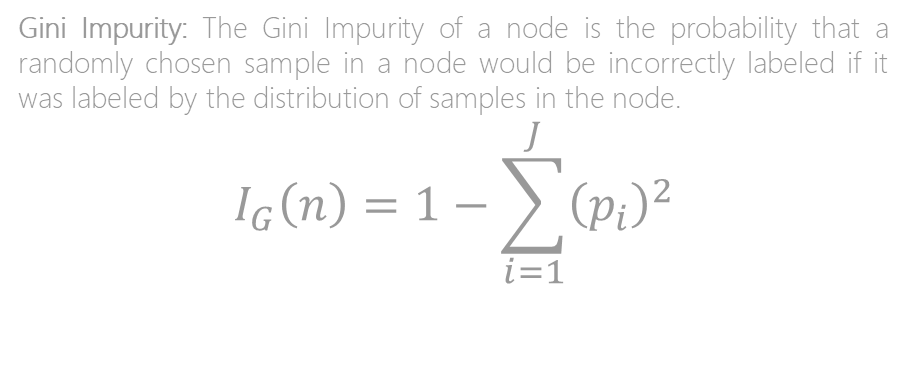 Gini Impurity: The Gini Impurity of a node is the probability that a
randomly chosen sample in a node would be incorrectly labeled if it
was labeled by the distribution of samples in the node.
J
I_G(n) = 1 − ∑(p_i)²
i=1